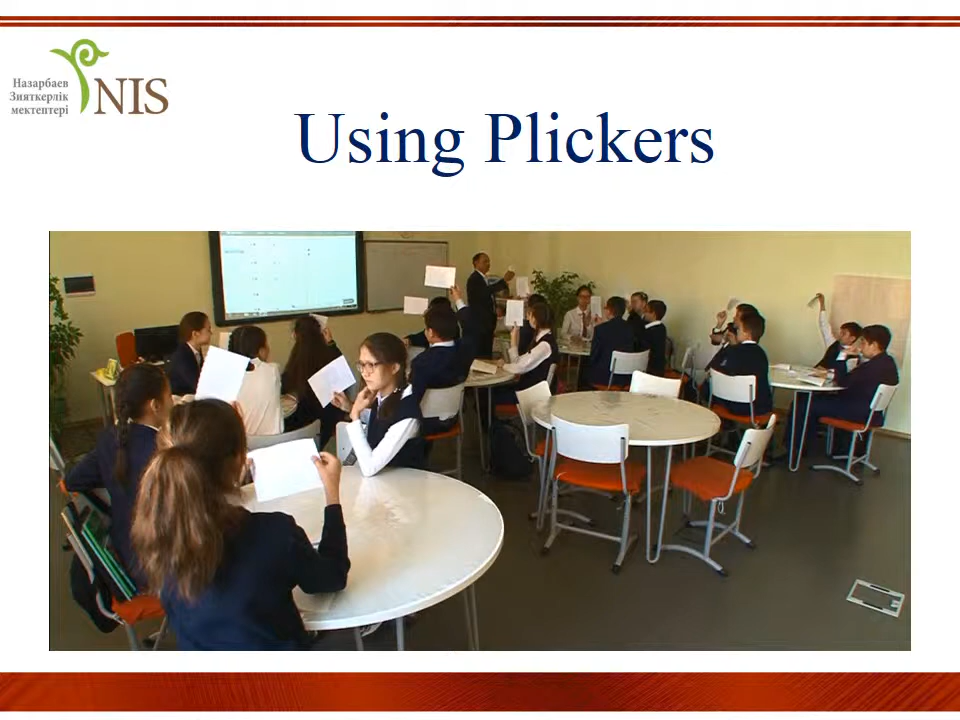 Назарбаев
Зияткерлік
мектептері
NIS
Using Plickers